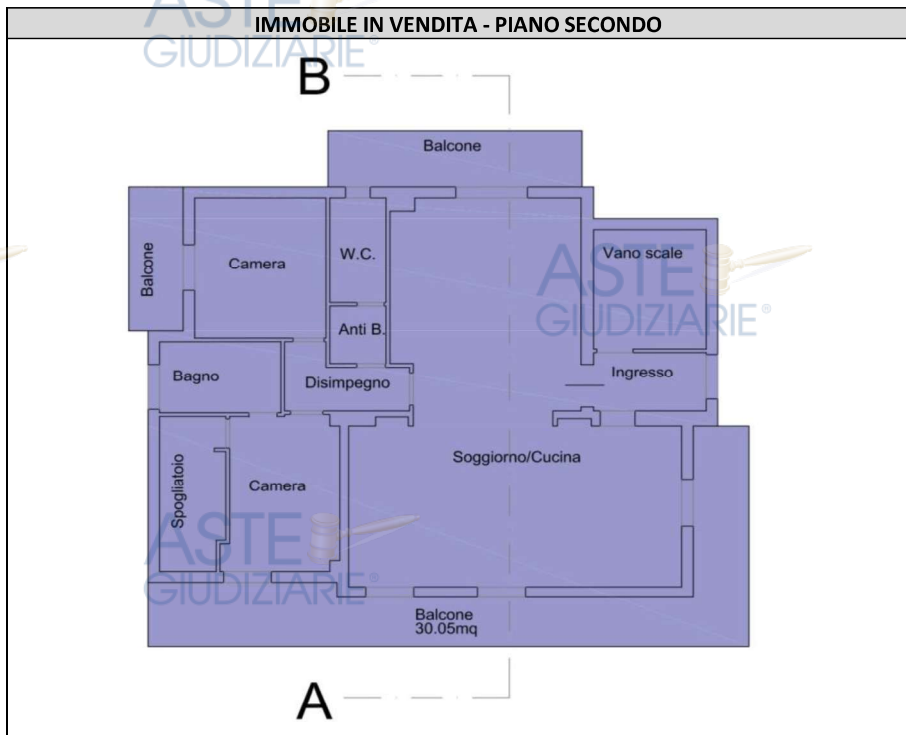 IMMOBILE IN VENDITA - PIANO SECONDO
ASTE
GIUDIZIARIE®
B
Balcone
Balcone
Camera
W.C.
Vano scale
ASTE
GIUDIZIARIE®
Anti B.
Bagno
Disimpegno
Ingresso
Soggiorno/Cucina
Spogliatoio
Camera
ASTE
GIUDIZIARIE®
Balcone
30.05mq
A